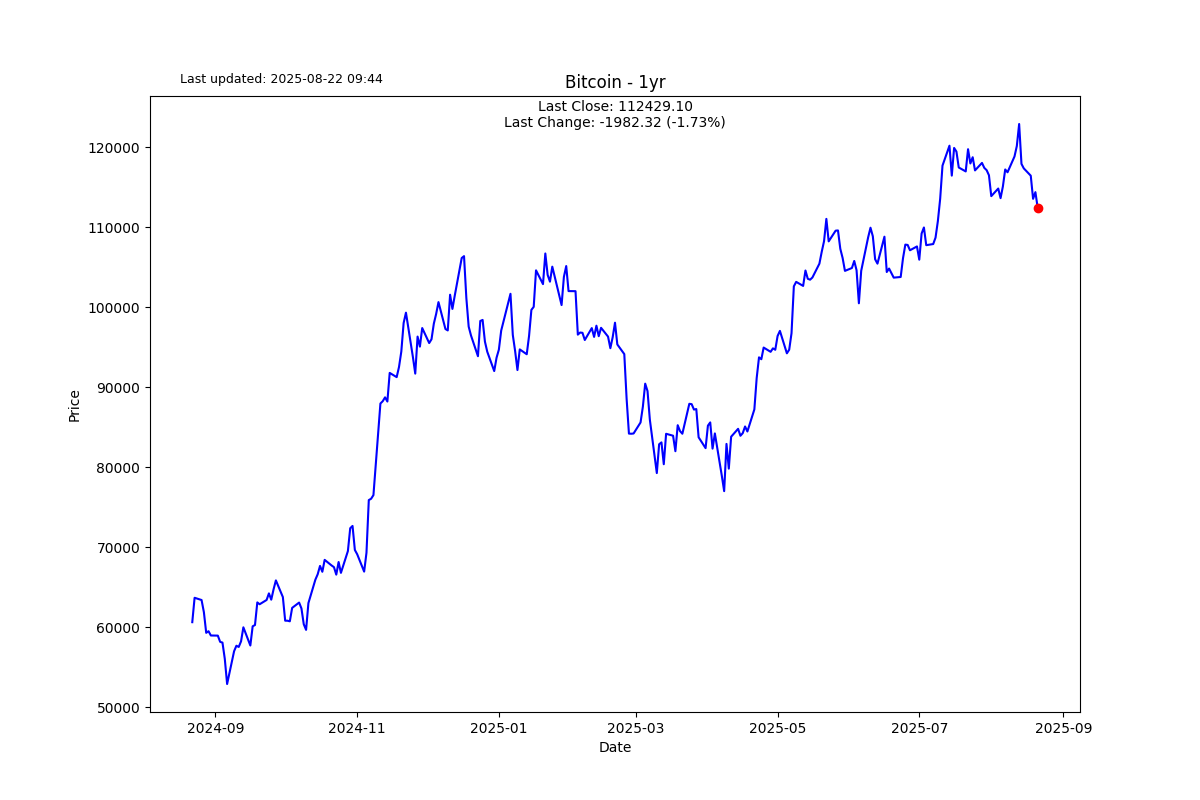 Last updated: 2025-08-22 09:44
Bitcoin - 1yr
Last Close: 112429.10
Last Change: -1982.32 (-1.73%)
120000
110000
100000
90000
80000
70000
60000
50000
Price
2024-09
2024-11
2025-01
2025-03
2025-05
2025-07
2025-09
Date